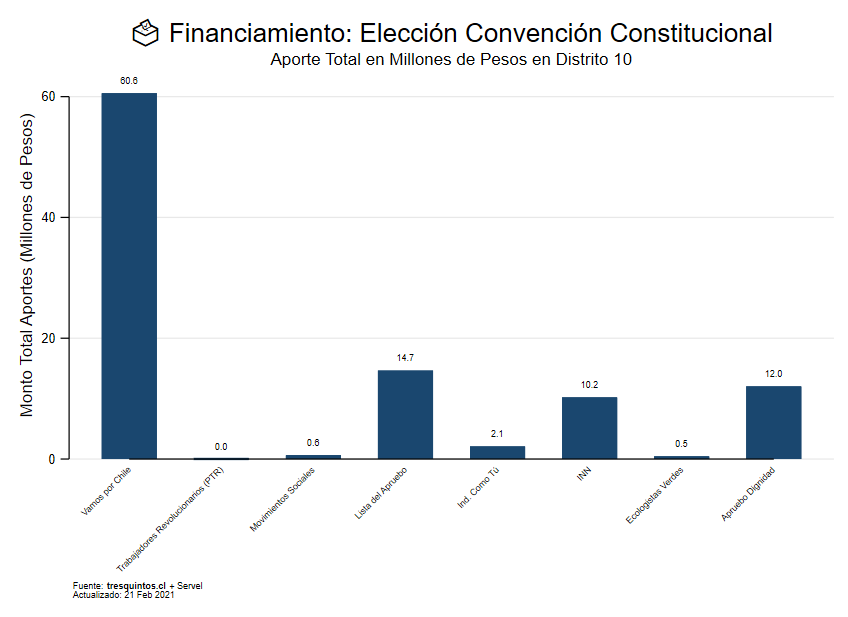 Financiamiento: Elección Convención Constitucional
Aporte Total en Millones de Pesos en Distrito 10
Monto Total Aportes (Millones de Pesos)
60
40
20
0
60.6
0.0
0.6
14.7
2.1
10.2
0.5
12.0
Vamos por Chile
Trabajadores Revolucionarios (PTR)
Movimientos Sociales
Lista del Apruebo
Ind. Como Tú
INN
Ecologistas Verdes
Apruebo Dignidad
Fuente: tresquintos.cl + Servel
Actualizado: 21 Feb 2021